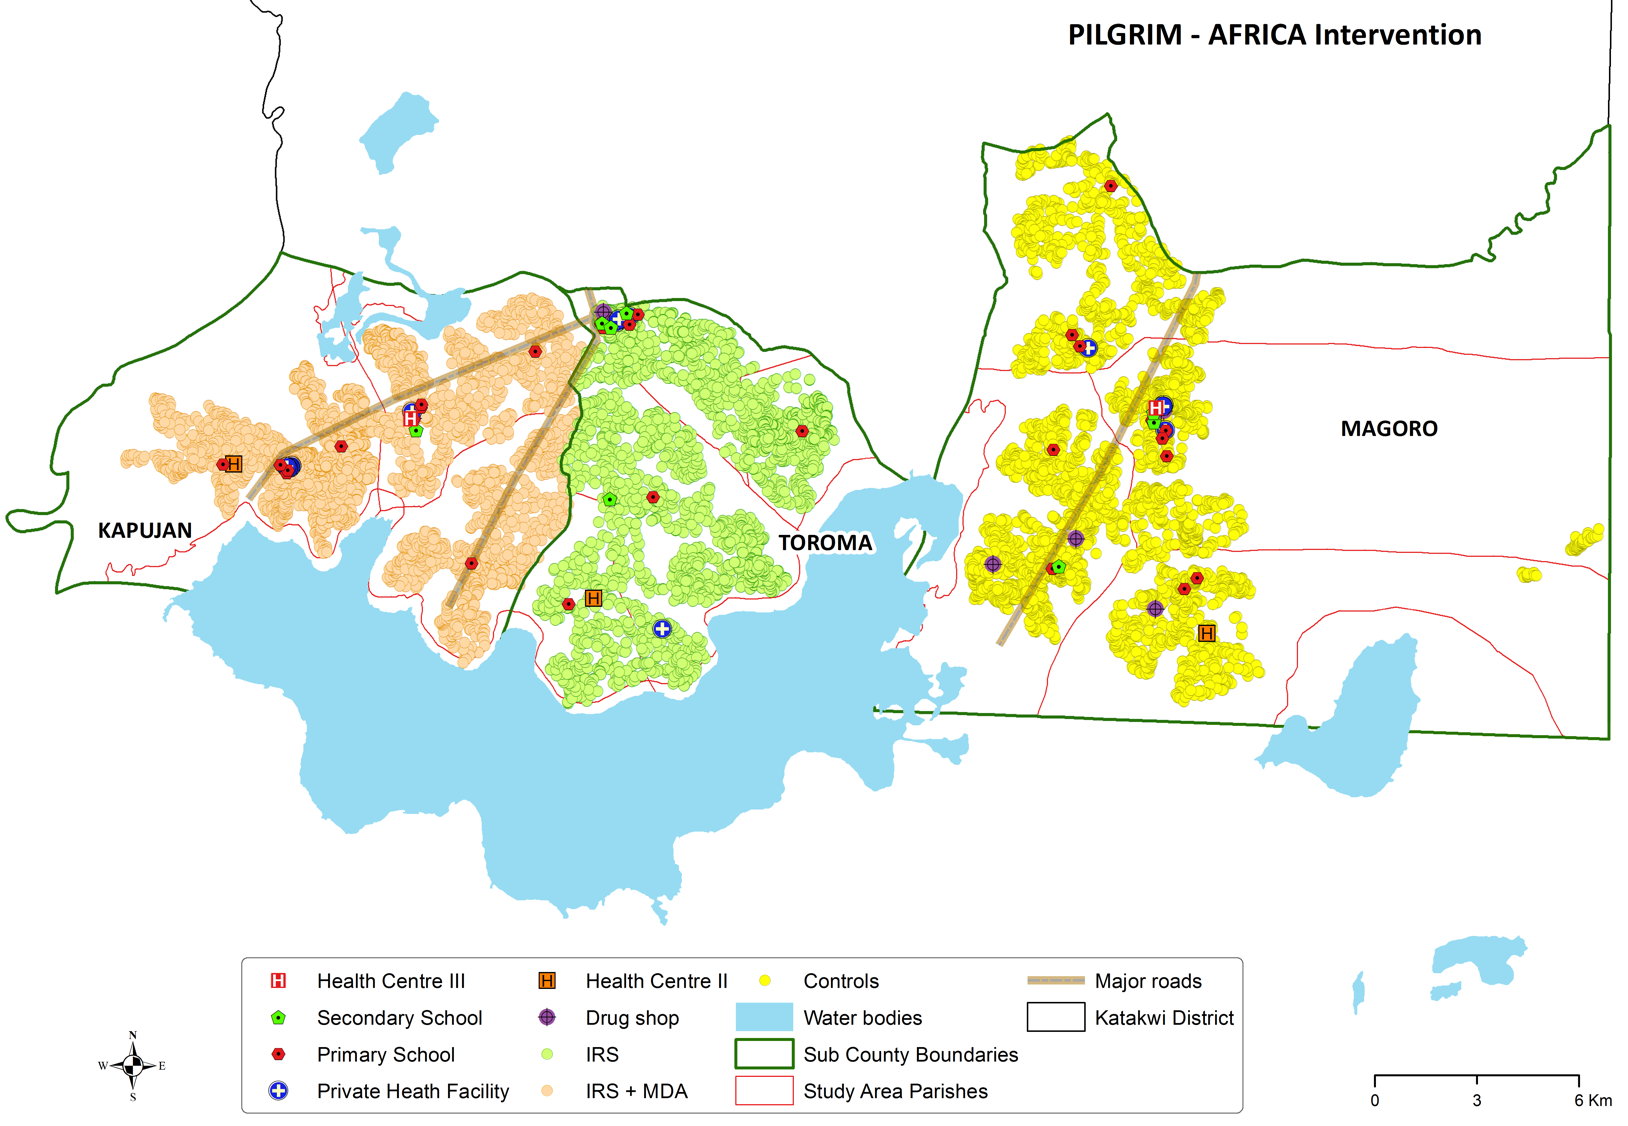 PILGRIM - AFRICA Intervention
MAGORO
KAPUJAN
TOROMA
H Health Centre III
H Health Centre II
Controls
Major roads
Secondary School
Drug shop
Water bodies
Katakwi District
Primary School
IRS
Sub County Boundaries
Private Heath Facility
IRS + MDA
Study Area Parishes
N
W E
S
0 3 6 Km
H
H
H
H
H